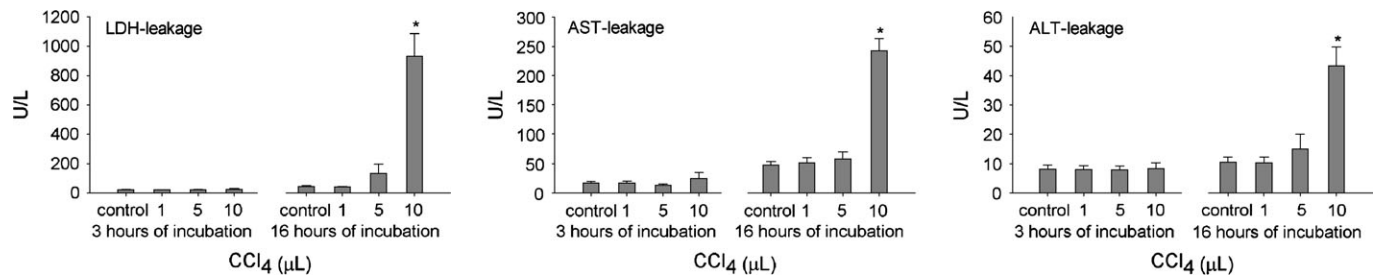 LDH-leakage
U/L
1200
1000
800
600
400
200
0
*
control 1 5 10
3 hours of incubation
control 1 5 10
16 hours of incubation
CCl4 (μL)
AST-leakage
U/L
300
250
200
150
100
50
0
*
control 1 5 10
3 hours of incubation
control 1 5 10
16 hours of incubation
CCl4 (μL)
ALT-leakage
U/L
60
50
40
30
20
10
0
*
control 1 5 10
3 hours of incubation
control 1 5 10
16 hours of incubation
CCl4 (μL)